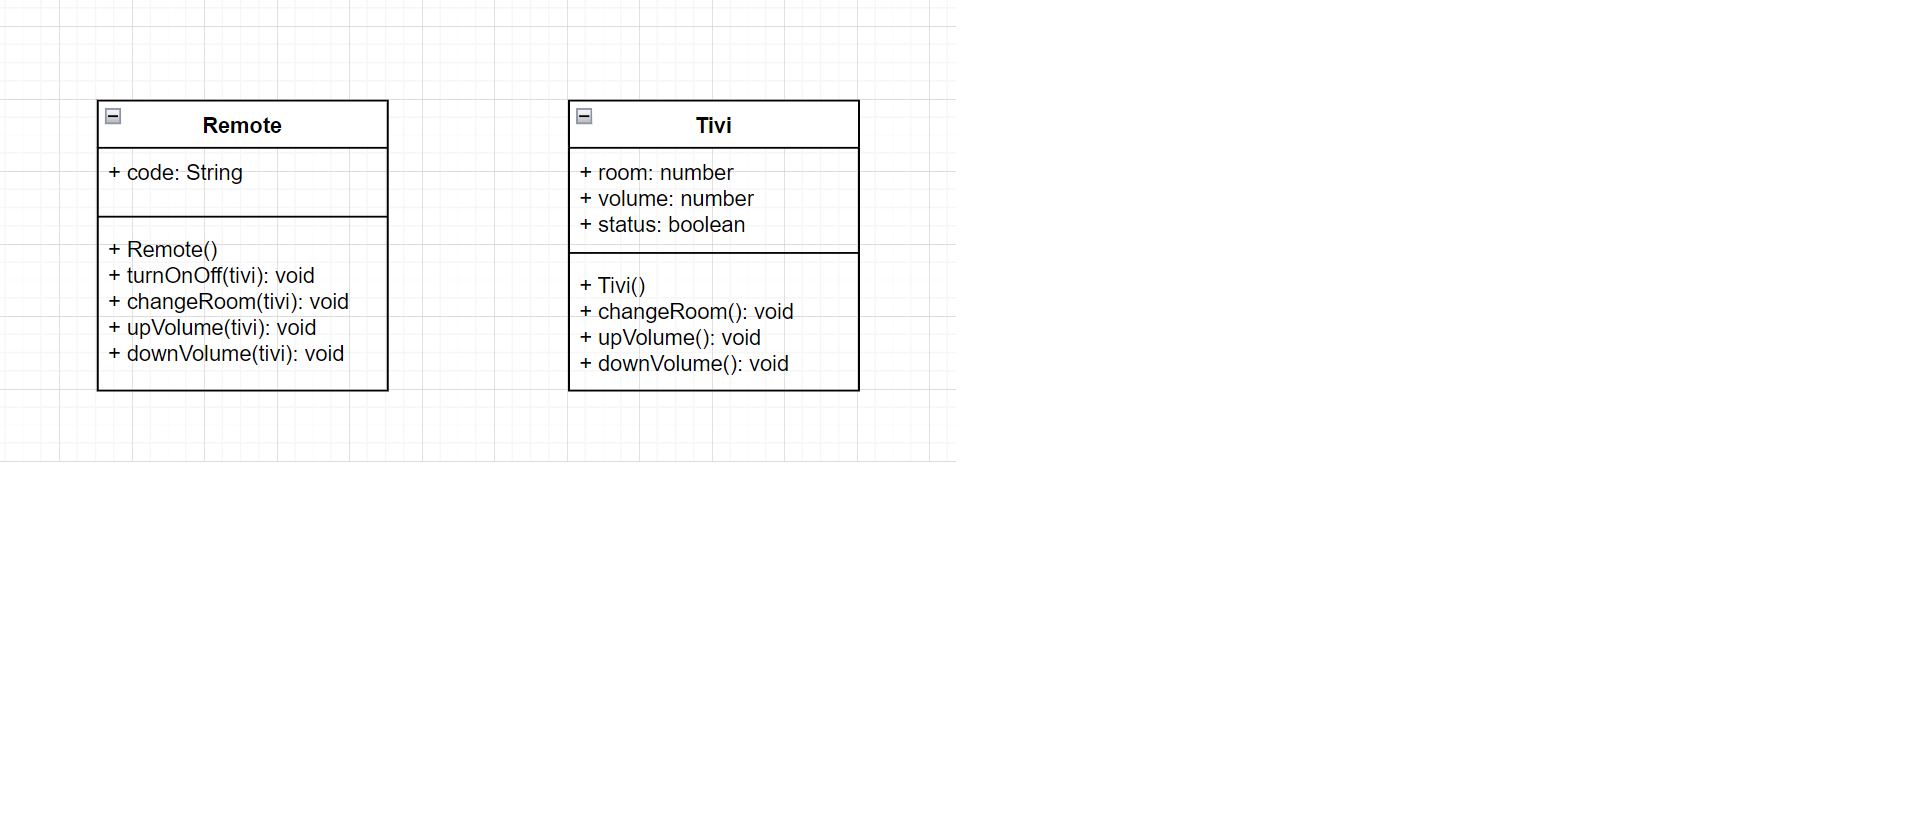 Remote
+ code: String
+ Remote()
+ turnOnOff(tivi): void
+ changeRoom(tivi): void
+ upVolume(tivi): void
+ downVolume(tivi): void
Tivi
+ room: number
+ volume: number
+ status: boolean
+ Tivi()
+ changeRoom(): void
+ upVolume(): void
+ downVolume(): void